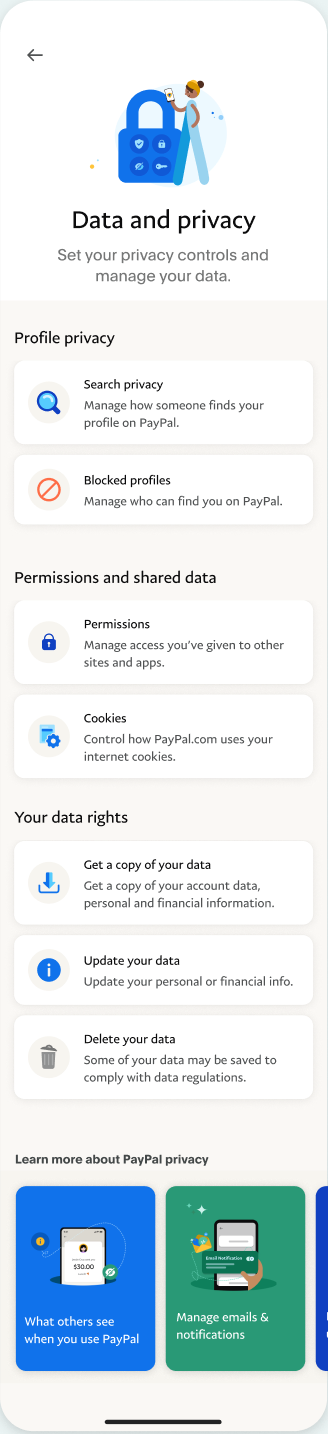 Data and privacy
Set your privacy controls and
manage your data.
Profile privacy
Search privacy
Manage how someone finds your
profile on PayPal.
Blocked profiles
Manage who can find you on PayPal.
Permissions and shared data
Permissions
Manage access you've given to other
sites and apps.
Cookies
Control how PayPal.com uses your
internet cookies.
Your data rights
Get a copy of your data
Get a copy of your account data,
personal and financial information.
Update your data
Update your personal or financial info.
Delete your data
Some of your data may be saved to
comply with data regulations.
Learn more about PayPal privacy
$30.00
What others see
when you use PayPal
Email Notification
Manage emails &
notifications